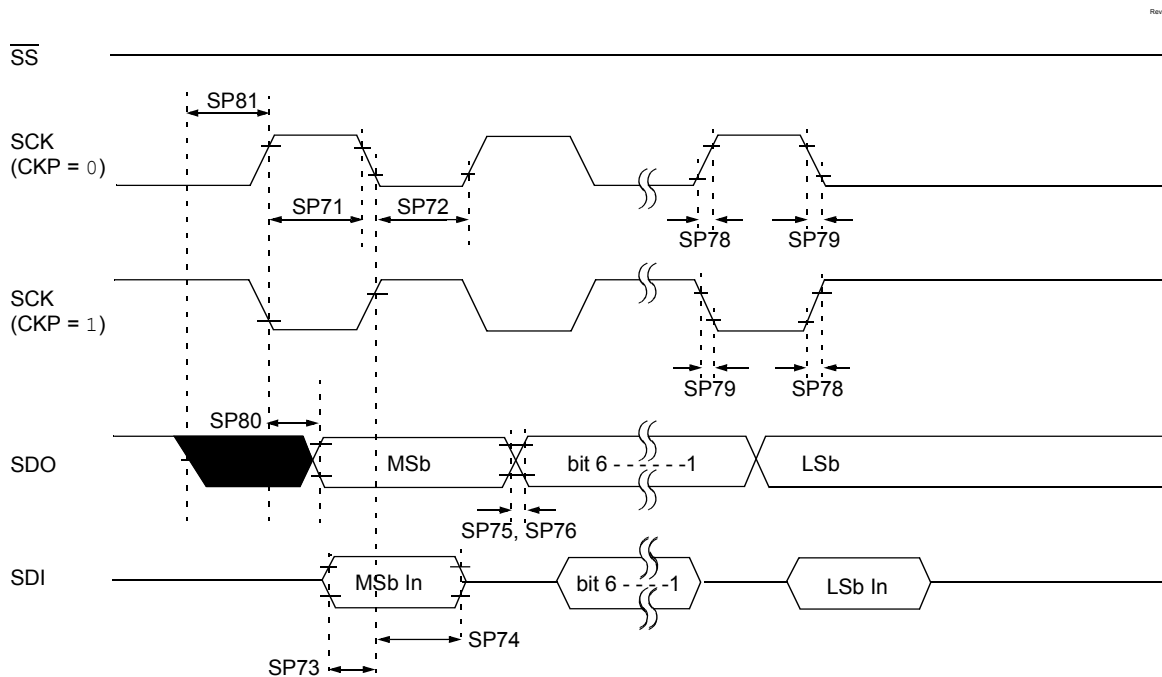 Rev
SS
SP81
SCK
(CKP = 0)
SP71
SP72
SP78
SP79
SCK
(CKP = 1)
SP79
SP78
SP80
SDO
MSb
bit 6 - - - - - -1
LSb
SP75, SP76
SDI
MSb In
bit 6 - - - - -1
LSb In
SP74
SP73